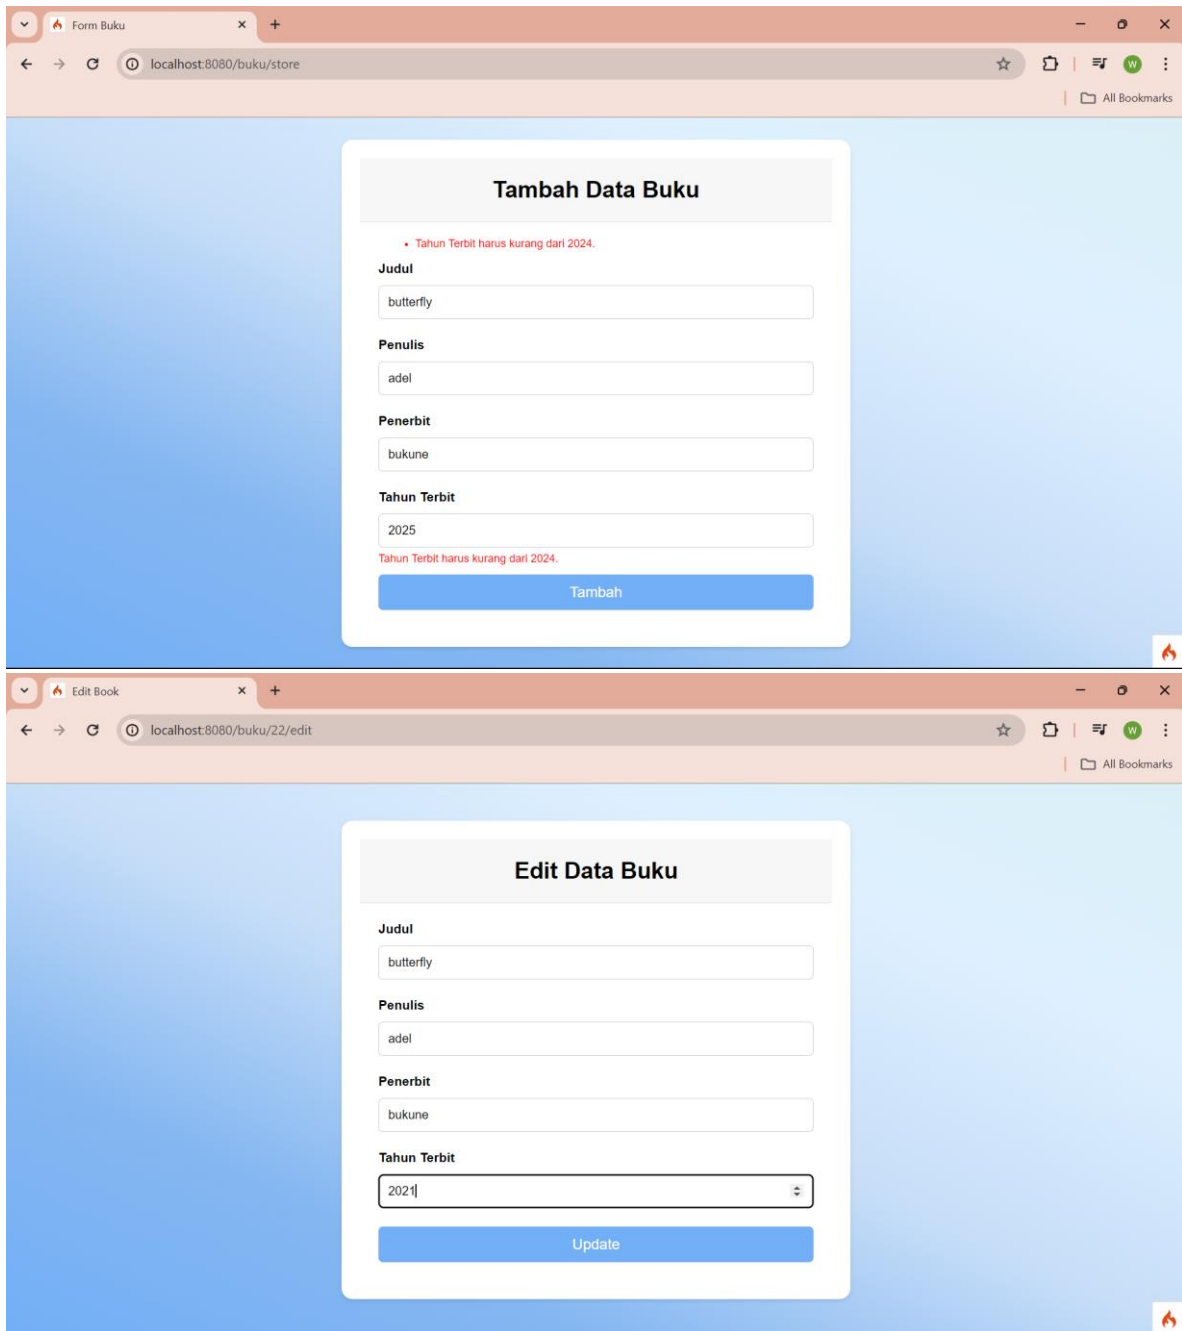 Form Buku
localhost:8080/buku/store
W
All Bookmarks
Tambah Data Buku
• Tahun Terbit harus kurang dari 2024.
Judul
butterfly
Penulis
adel
Penerbit
bukune
Tahun Terbit
2025
Tahun Terbit harus kurang dari 2024.
Tambah
Edit Book
localhost:8080/buku/22/edit
W
All Bookmarks
Edit Data Buku
Judul
butterfly
Penulis
adel
Penerbit
bukune
Tahun Terbit
2021
Update